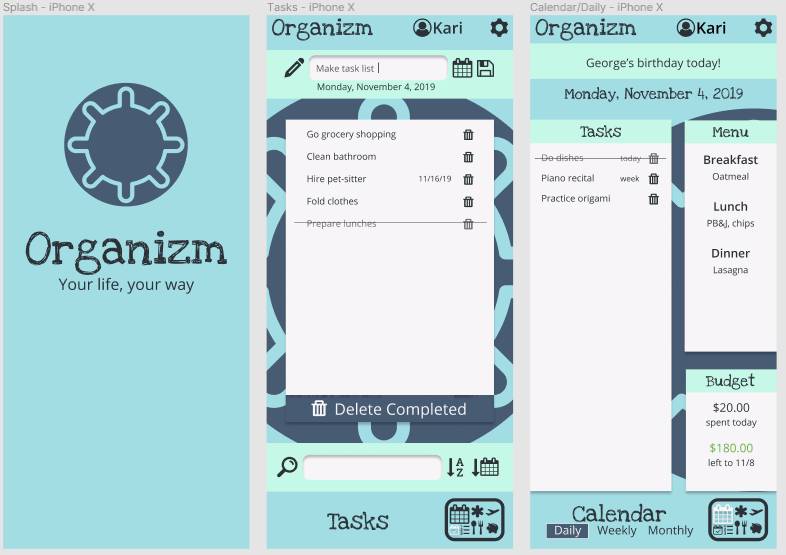 Splash - iPhone X
Organizm
Your life, your way
Tasks - iPhone X
Organizm
Kari
Make task list
Monday, November 4, 2019
Go grocery shopping
Clean bathroom
Hire pet-sitter 11/16/19
Fold clothes
Prepare lunches
Delete Completed
A
Z
Tasks
Calendar/Daily - iPhone X
Organizm
Kari
George's birthday today!
Monday, November 4, 2019
Tasks
Do dishes today
Piano recital week
Practice origami
Menu
Breakfast
Oatmeal
Lunch
PB&J, chips
Dinner
Lasagna
Budget
$20.00
spent today
$180.00
left to 11/8
Calendar
Daily Weekly Monthly